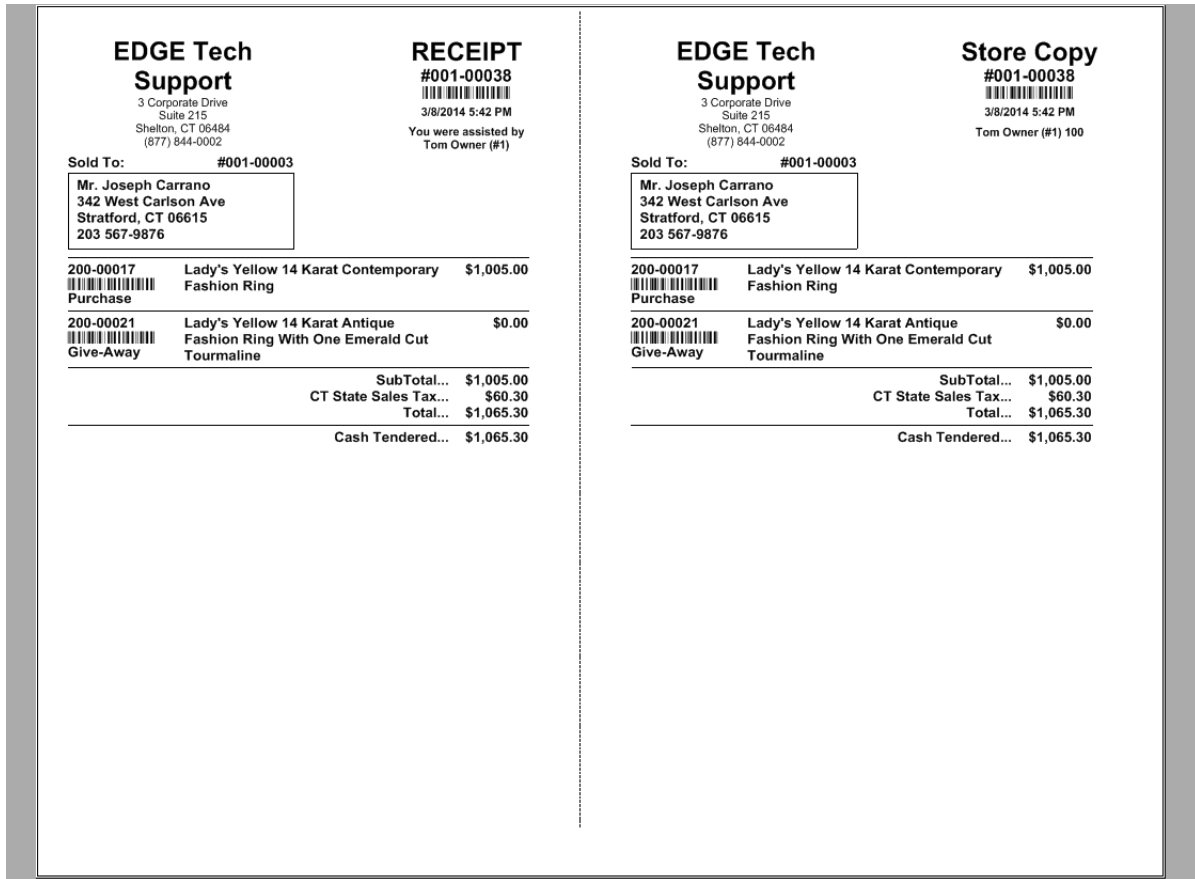 EDGE Tech
Support
3 Corporate Drive
Suite 215
Shelton, CT 06484
(877) 844-0002
RECEIPT
#001-00038
3/8/2014 5:42 PM
You were assisted by
Tom Owner (#1)
Sold To: #001-00003
Mr. Joseph Carrano
342 West Carlson Ave
Stratford, CT 06615
203 567-9876
200-00017 Lady's Yellow 14 Karat Contemporary $1,005.00
Fashion Ring
Purchase
200-00021 Lady's Yellow 14 Karat Antique $0.00
Fashion Ring With One Emerald Cut
Give-Away Tourmaline
SubTotal... $1,005.00
CT State Sales Tax... $60.30
Total... $1,065.30
Cash Tendered... $1,065.30
EDGE Tech
Support
3 Corporate Drive
Suite 215
Shelton, CT 06484
(877) 844-0002
Store Copy
#001-00038
3/8/2014 5:42 PM
Tom Owner (#1) 100
Sold To: #001-00003
Mr. Joseph Carrano
342 West Carlson Ave
Stratford, CT 06615
203 567-9876
200-00017 Lady's Yellow 14 Karat Contemporary $1,005.00
Fashion Ring
Purchase
200-00021 Lady's Yellow 14 Karat Antique $0.00
Fashion Ring With One Emerald Cut
Give-Away Tourmaline
SubTotal... $1,005.00
CT State Sales Tax... $60.30
Total... $1,065.30
Cash Tendered... $1,065.30